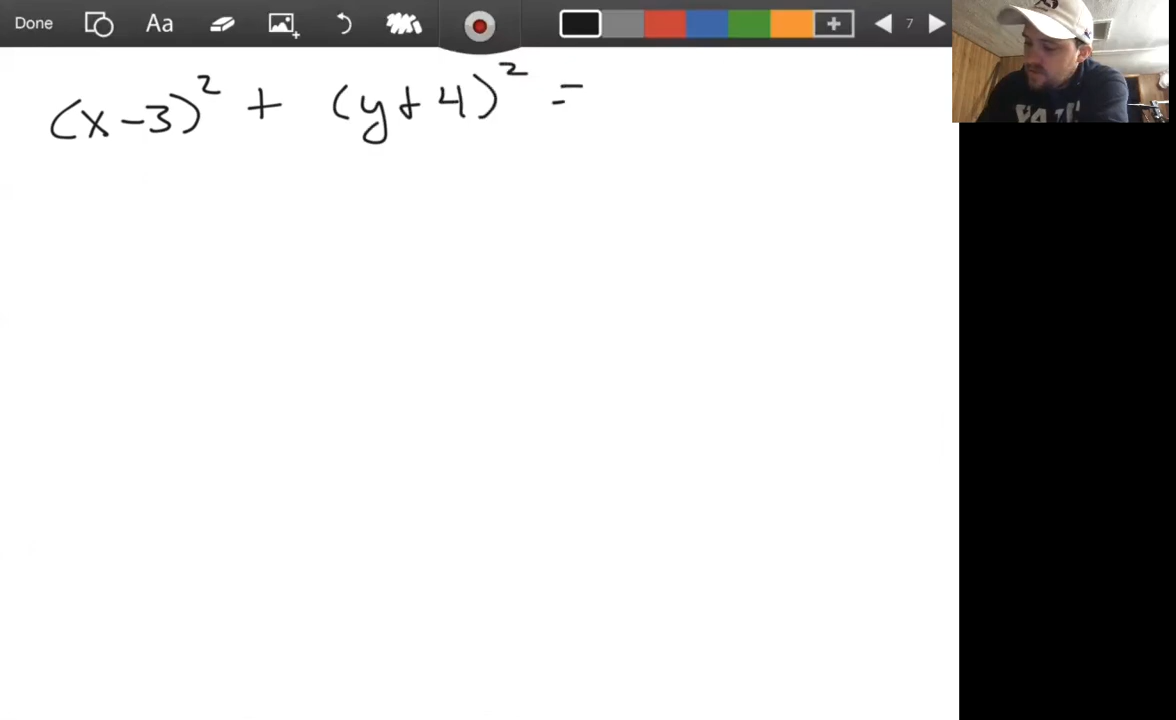 Done Aa 7
(x-3)² + (y+4)² =